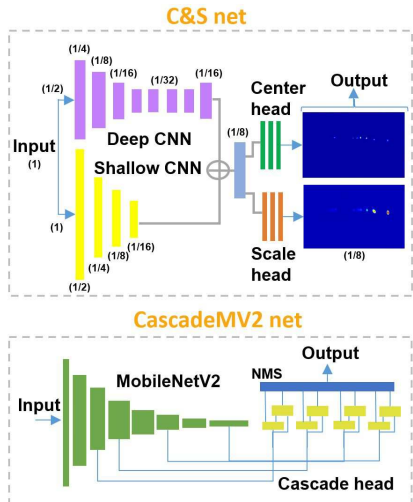 C&S net
(1/4)
(1/8)
(1/16)
(1/32)
(1/16)
(1/2)
Center
head
Output
Input
(1)
Deep CNN
(1/8)
Shallow CNN
(1)
(1/16)
(1/8)
(1/4)
(1/2)
Scale
head
(1/8)
CascadeMV2 net
Output
MobileNetV2
NMS
Input
Cascade head